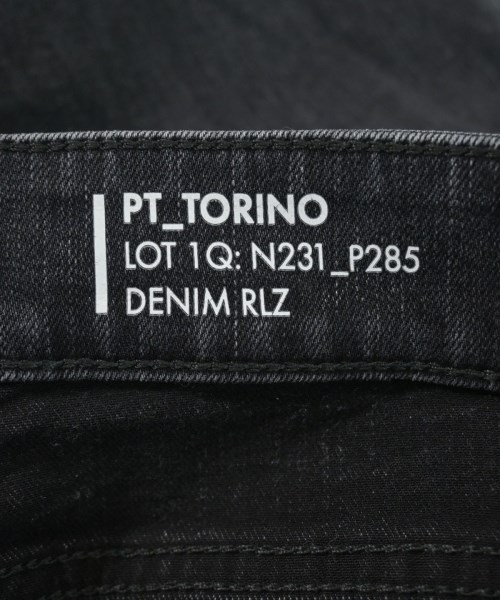 PT_TORINO
LOT 1Q: N231_P285
DENIM RLZ